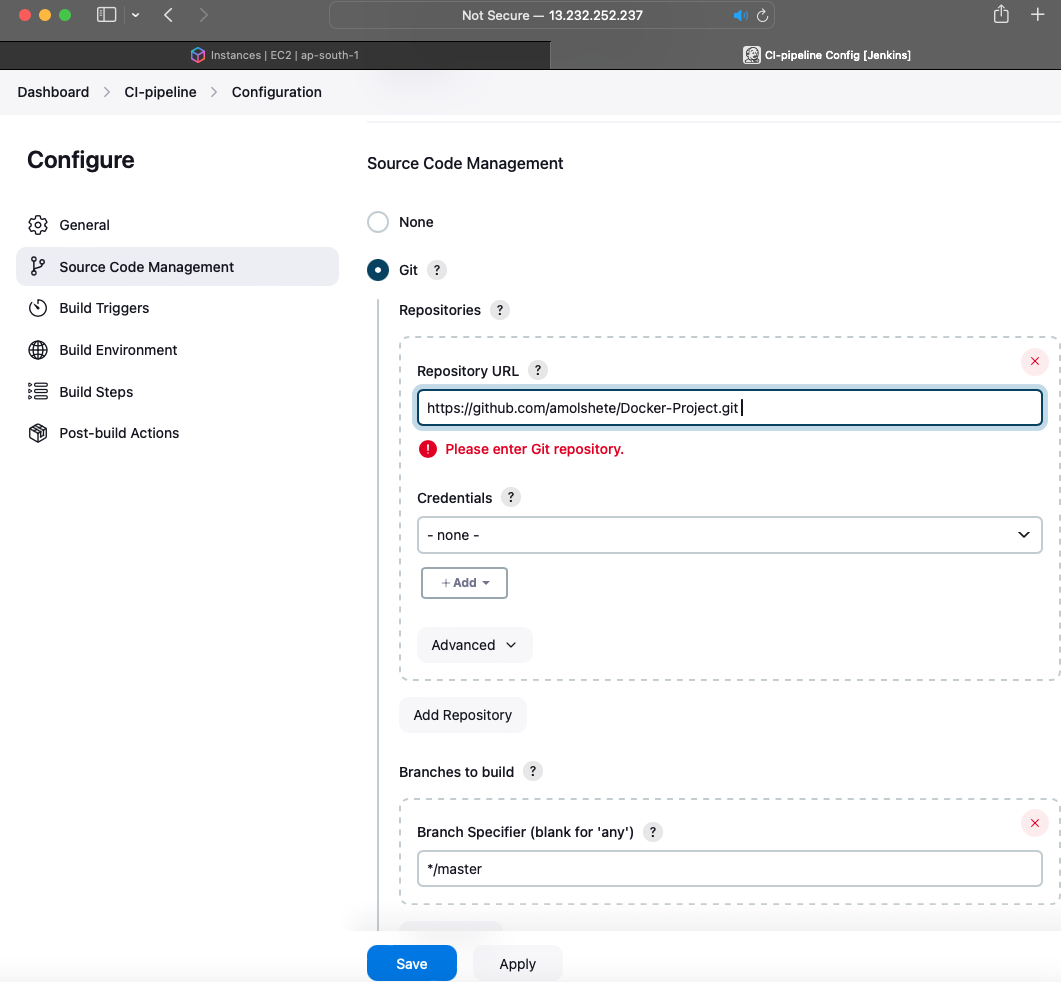 Not Secure — 13.232.252.237
Instances | EC2 | ap-south-1
CI-pipeline Config [Jenkins]
Dashboard > CI-pipeline > Configuration
Configure
General
Source Code Management
Build Triggers
Build Environment
Build Steps
Post-build Actions
Source Code Management
None
Git ?
Repositories ?
Repository URL ?
https://github.com/amolshete/Docker-Project.git
! Please enter Git repository.
Credentials ?
- none -
+ Add
Advanced
Add Repository
Branches to build ?
Branch Specifier (blank for 'any') ?
*/master
Save
Apply